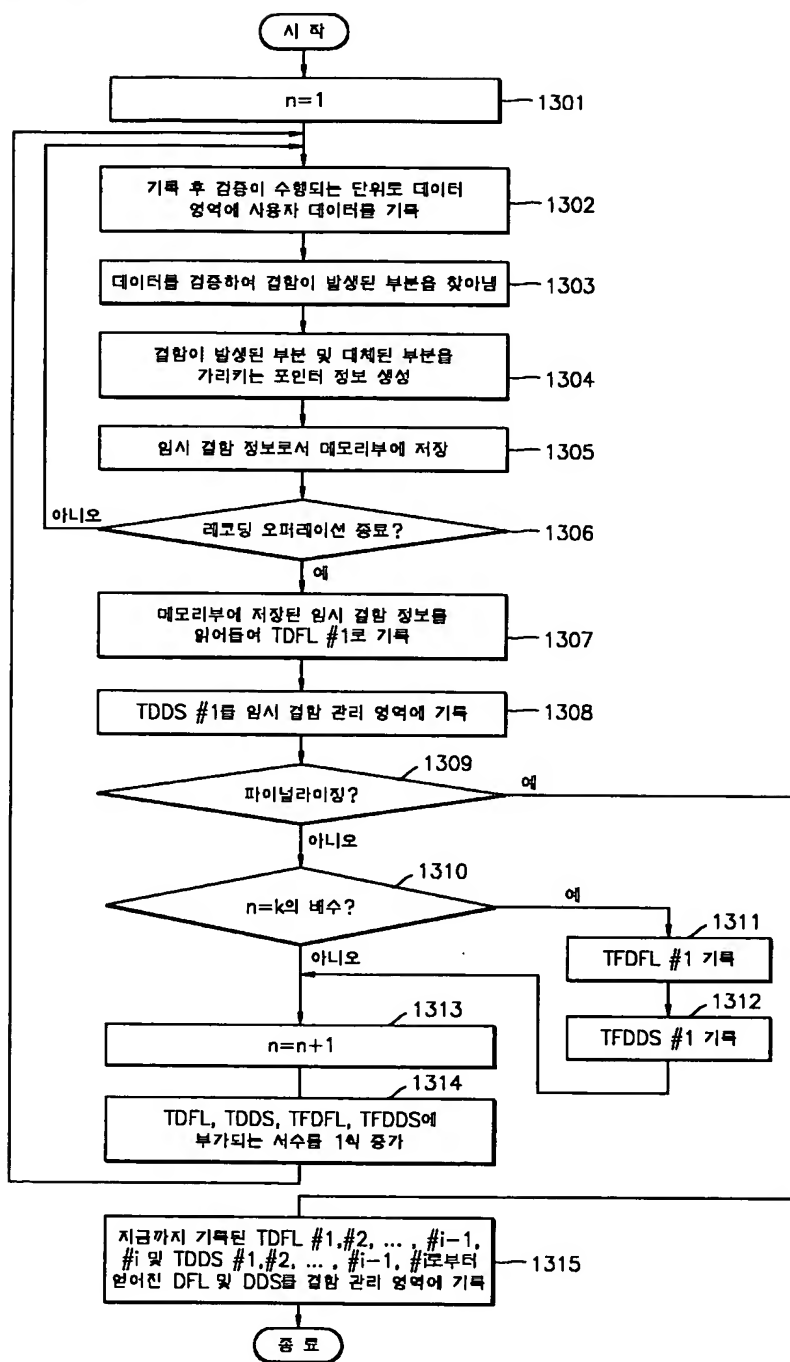 시 작
n=1
1301
기록 후 검증이 수행되는 단위로 데이터
영역에 사용자 데이터를 기록
1302
데이터를 검증하여 결함이 발생된 부분을 찾아냄
1303
결함이 발생된 부분 및 대체된 부분을
가리키는 포인터 정보 생성
1304
임시 결함 정보로서 메모리부에 저장
1305
아니오
레코딩 오퍼레이션 종료?
1306
예
메모리부에 저장된 임시 결함 정보를
읽어들여 TDFL #1로 기록
1307
TDDS #1를 임시 결함 관리 영역에 기록
1308
1309
파이널라이징?
예
아니오
1310
n=k의 배수?
예
아니오
1311
TFDFL #1 기록
1312
TFDDS #1 기록
1313
n=n+1
1314
TDFL, TDDS, TFDFL, TFDDS에
부가되는 서수를 1씩 증가
지금까지 기록된 TDFL #1,#2, ... , #i-1,
#i 및 TDDS #1,#2, ... , #i-1, #i로부터
얻어진 DFL 및 DDS를 결함 관리 영역에 기록
1315
종 료